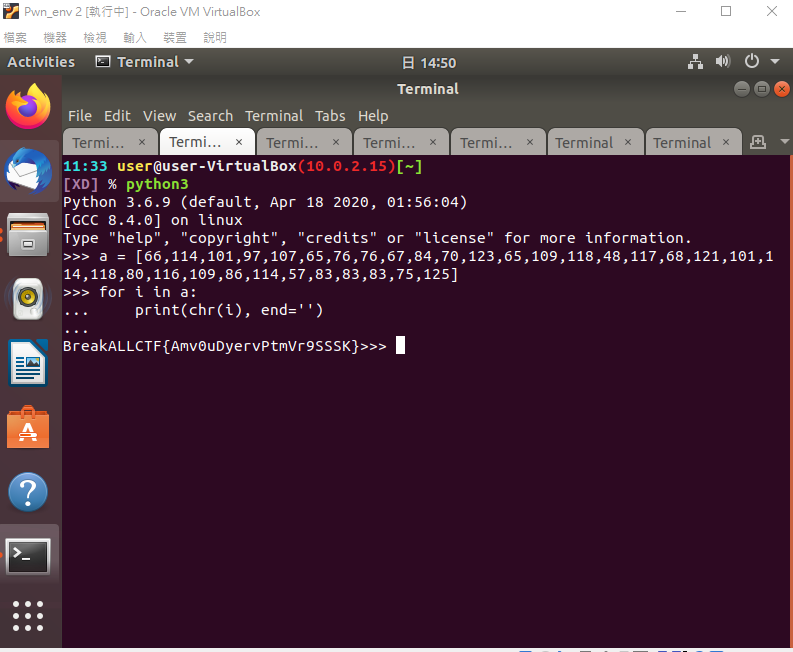 Pwn_env 2 [執行中] - Oracle VM VirtualBox
檔案 機器 檢視 輸入 裝置 說明
Activities Terminal 日 14:50
Terminal
File Edit View Search Terminal Tabs Help
Termi… × Termi… × Termi… × Termi… × Termi… × Terminal × Terminal ×
11:33 user@user-VirtualBox(10.0.2.15)[~]
[XD] % python3
Python 3.6.9 (default, Apr 18 2020, 01:56:04)
[GCC 8.4.0] on linux
Type "help", "copyright", "credits" or "license" for more information.
>>> a = [66,114,101,97,107,65,76,76,67,84,70,123,65,109,118,48,117,68,121,101,1
14,118,80,116,109,86,114,57,83,83,83,75,125]
>>> for i in a:
...     print(chr(i), end='')
...
BreakALLCTF{Amv0uDyervPtmVr9SSSK}>>>